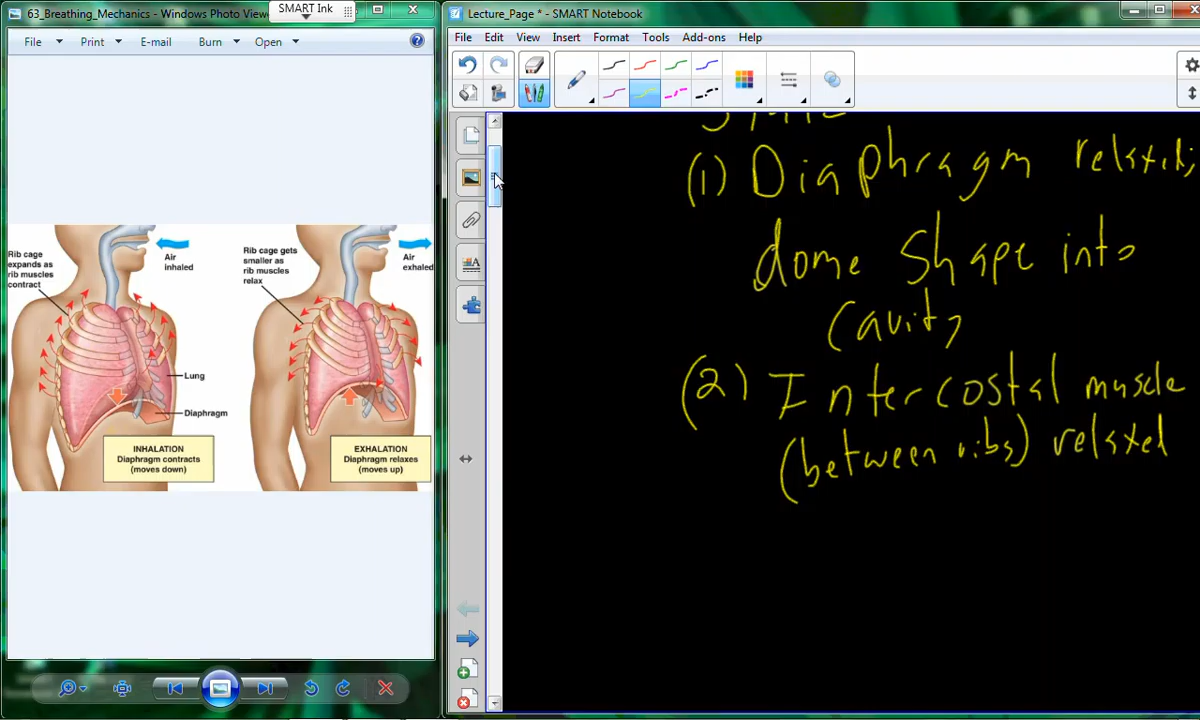 63_Breathing_Mechanics - Windows Photo View
SMART Ink
File Print E-mail Burn Open
Rib cage
expands as
rib muscles
contract
Air
inhaled
Lung
Diaphragm
INHALATION
Diaphragm contracts
(moves down)
Rib cage gets
smaller as
rib muscles
relax
Air
exhaled
EXHALATION
Diaphragm relaxes
(moves up)
Lecture_Page * - SMART Notebook
File Edit View Insert Format Tools Add-ons Help
(1) Diaphragm
dome shape into
cavity
(2) Intercostal muscle
(between ribs) relaxed